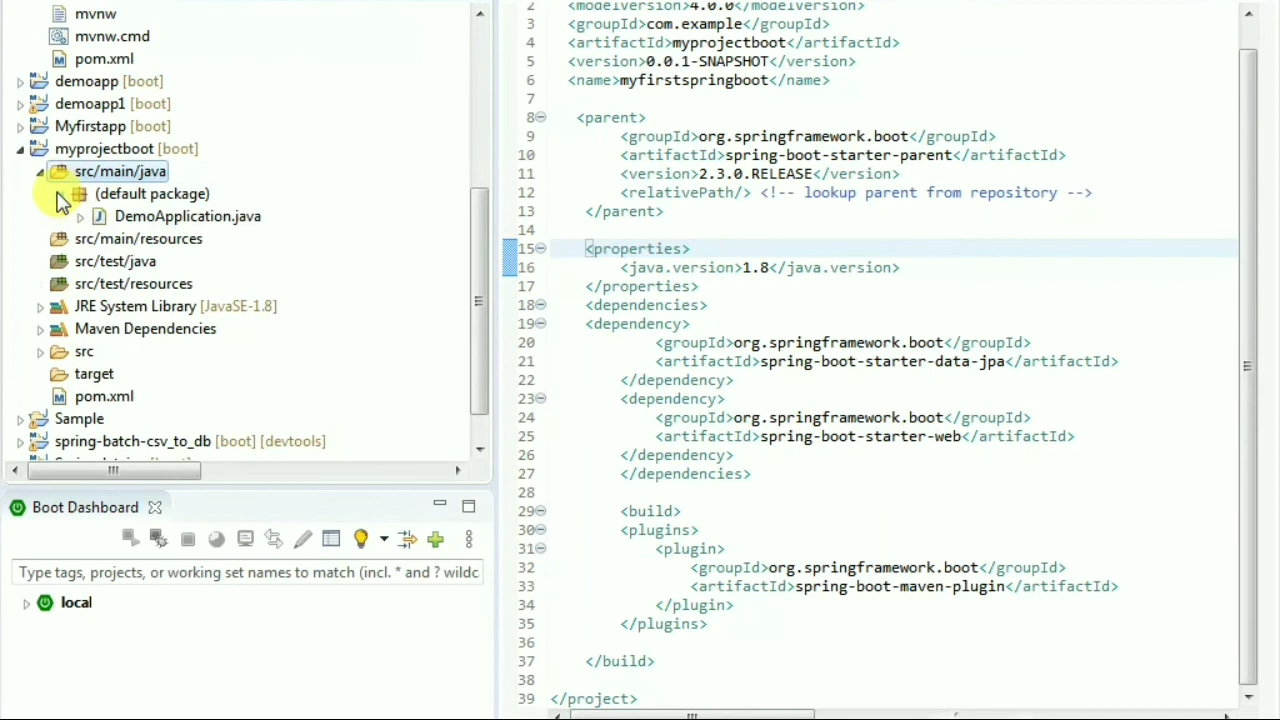 mvnw
mvnw.cmd
pom.xml
demoapp [boot]
demoapp1 [boot]
Myfirstapp [boot]
myprojectboot [boot]
src/main/java
(default package)
DemoApplication.java
src/main/resources
src/test/java
src/test/resources
JRE System Library [JavaSE-1.8]
Maven Dependencies
src
target
pom.xml
Sample
spring-batch-csv_to_db [boot] [devtools]
Boot Dashboard
Type tags, projects, or working set names to match (incl. * and ? wildc
local
2 <modelVersion>4.0.0</modelVersion>
3 <groupId>com.example</groupId>
4 <artifactId>myprojectboot</artifactId>
5 <version>0.0.1-SNAPSHOT</version>
6 <name>myfirstspringboot</name>
7
8 <parent>
9 <groupId>org.springframework.boot</groupId>
10 <artifactId>spring-boot-starter-parent</artifactId>
11 <version>2.3.0.RELEASE</version>
12 <relativePath/> <!-- lookup parent from repository -->
13 </parent>
14
15 <properties>
16 <java.version>1.8</java.version>
17 </properties>
18 <dependencies>
19 <dependency>
20 <groupId>org.springframework.boot</groupId>
21 <artifactId>spring-boot-starter-data-jpa</artifactId>
22 </dependency>
23 <dependency>
24 <groupId>org.springframework.boot</groupId>
25 <artifactId>spring-boot-starter-web</artifactId>
26 </dependency>
27 </dependencies>
28
29 <build>
30 <plugins>
31 <plugin>
32 <groupId>org.springframework.boot</groupId>
33 <artifactId>spring-boot-maven-plugin</artifactId>
34 </plugin>
35 </plugins>
36
37 </build>
38
39 </project>